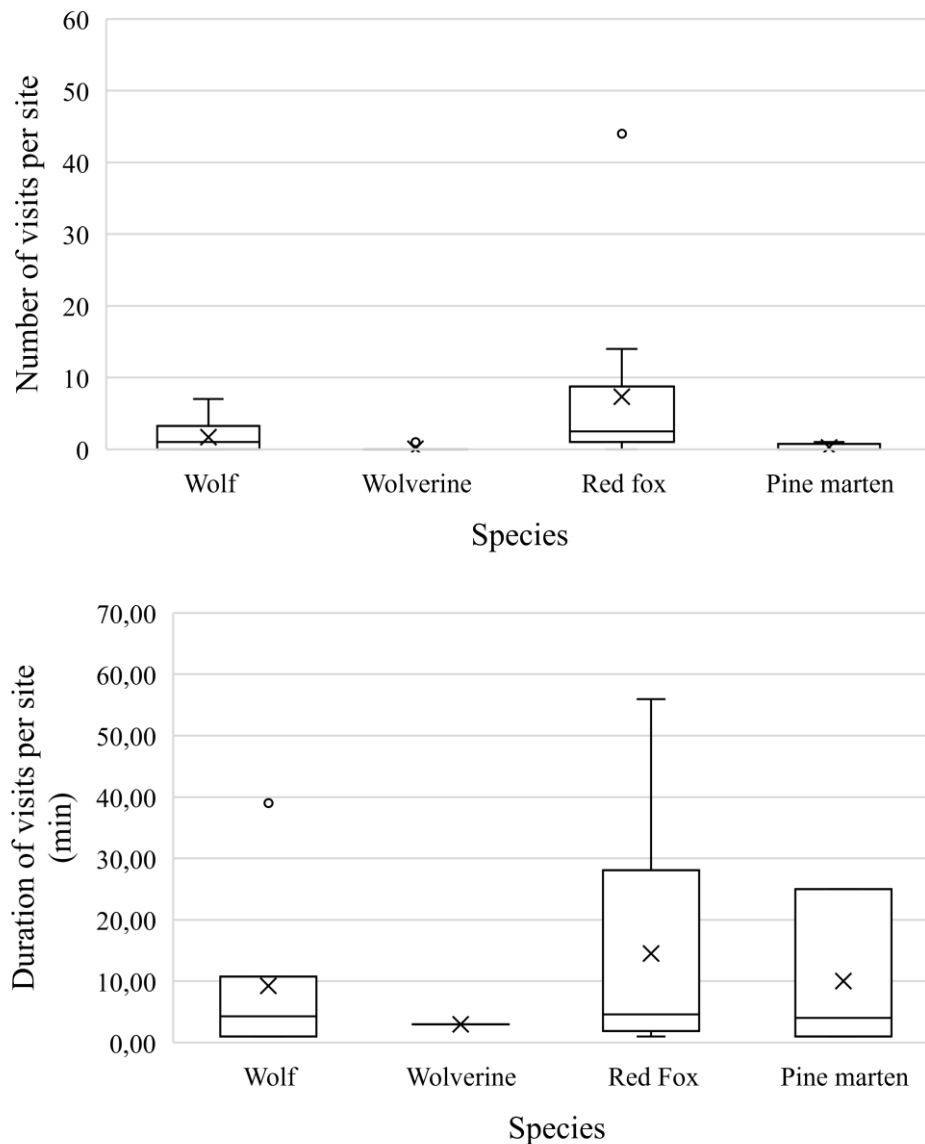 60
50
40
30
20
10
0
Number of visits per site
Wolf Wolverine Red fox Pine marten
Species
70,00
60,00
50,00
40,00
30,00
20,00
10,00
0,00
Duration of visits per site
(min)
Wolf Wolverine Red Fox Pine marten
Species